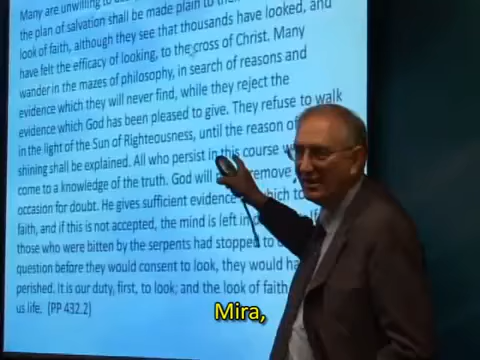 Many are unwilling to
the plan of salvation shall be made plain to
look of faith, although they see that thousands have looked, and
have felt the efficacy of looking, to the cross of Christ. Many
wander in the mazes of philosophy, in search of reasons and
evidence which they will never find, while they reject the
evidence which God has been pleased to give. They refuse to walk
in the light of the Sun of Righteousness, until the reason of
shining shall be explained. All who persist in this course
come to a knowledge of the truth. God will remove
occasion for doubt. He gives sufficient evidence which to
faith, and if this is not accepted, the mind is left in
those who were bitten by the serpents had stopped to
question before they would consent to look, they would
perished. It is our duty, first, to look; and the look of faith
us life. (PP 432.2)
Mira,